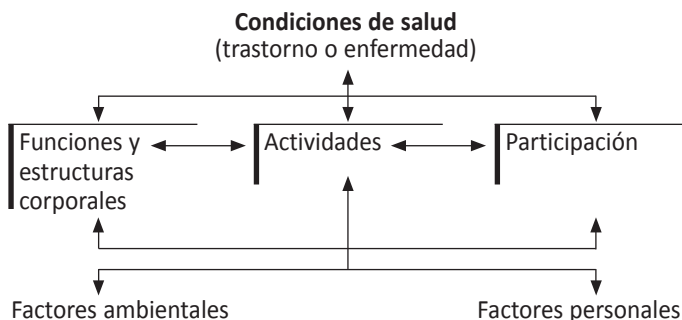 Condiciones de salud
(trastorno o enfermedad)
Funciones y
estructuras
corporales
Actividades
Participación
Factores ambientales
Factores personales